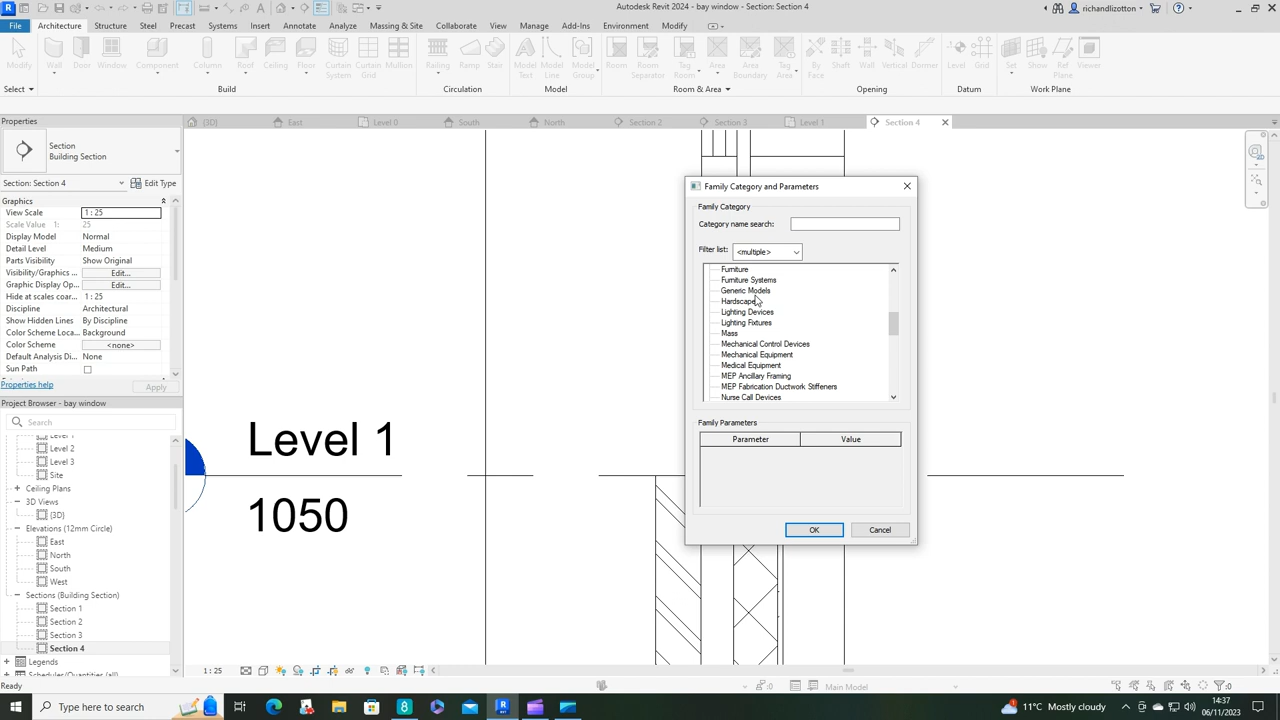 Autodesk Revit 2024 - bay window - Section: Section 4
richandlizotton
File Architecture Structure Steel Precast Systems Insert Annotate Analyze Massing & Site Collaborate View Manage Add-Ins Environment Modify
Modify Wall Door Window Component Column Roof Ceiling Floor Curtain System Curtain Grid Mullion Railing Ramp Stair Model Text Model Line Model Group Room Room Separator Tag Room Area Area Boundary Tag Area By Face Shaft Wall Vertical Dormer Level Grid Set Show Ref Plane Viewer
Select Build Circulation Model Room & Area Opening Datum Work Plane
Properties
{3D} East Level 0 South North Section 2 Section 3 Level 1 Section 4
Section
Building Section
Section: Section 4 Edit Type
Graphics
View Scale 1 : 25
Scale Value 1: 25
Display Model Normal
Detail Level Medium
Parts Visibility Show Original
Visibility/Graphics ... Edit...
Graphic Display Op... Edit...
Hide at scales coar... 1 : 25
Discipline Architectural
Show Hidden Lines By Discipline
Color Scheme Loca... Background
Color Scheme <none>
Default Analysis Di... None
Sun Path
Properties help Apply
Project Browser - bay window
Search
Level 1
Level 2
Level 3
Site
Ceiling Plans
3D Views
{3D}
Elevations (12mm Circle)
East
North
South
West
Sections (Building Section)
Section 1
Section 2
Section 3
Section 4
Legends
Schedules/Quantities (all)
Level 1
1050
Family Category and Parameters
Family Category
Category name search:
Filter list: <multiple>
Furniture
Furniture Systems
Generic Models
Hardscape
Lighting Devices
Lighting Fixtures
Mass
Mechanical Control Devices
Mechanical Equipment
Medical Equipment
MEP Ancillary Framing
MEP Fabrication Ductwork Stiffeners
Nurse Call Devices
Family Parameters
Parameter Value
OK Cancel
1 : 25
Ready :0 Main Model :0
Type here to search
11°C Mostly cloudy
14:37
06/11/2023